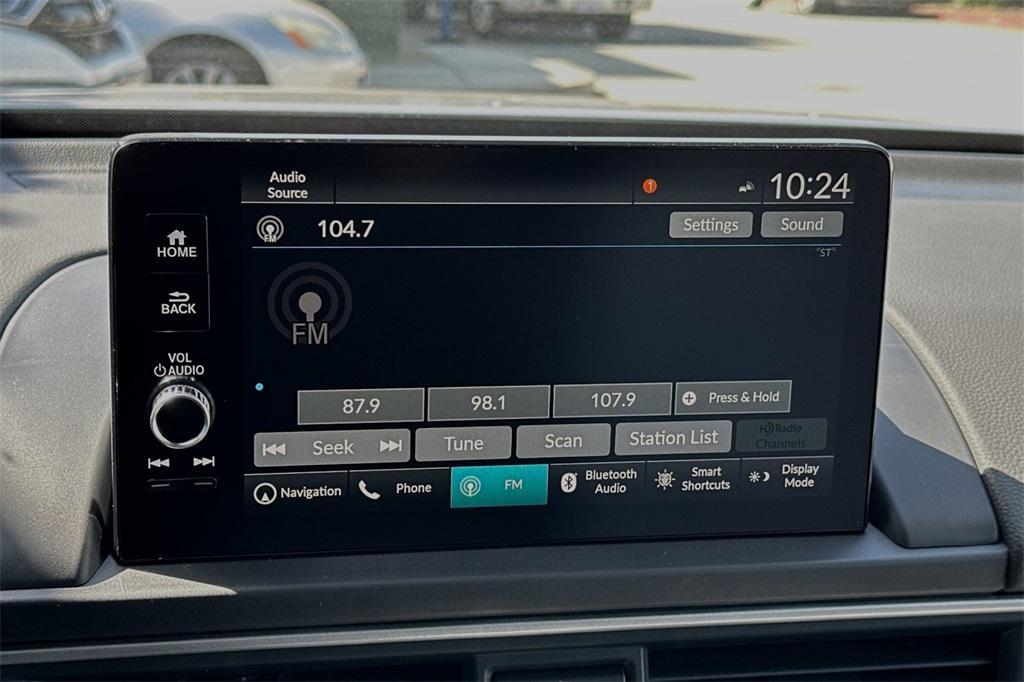 Audio
Source
1
10:24
FM
104.7
Settings
Sound
"ST"
HOME
BACK
FM
VOL
AUDIO
87.9
98.1
107.9
Press & Hold
Seek
Tune
Scan
Station List
HD Radio
Channels
Navigation
Phone
FM
Bluetooth
Audio
Smart
Shortcuts
Display
Mode